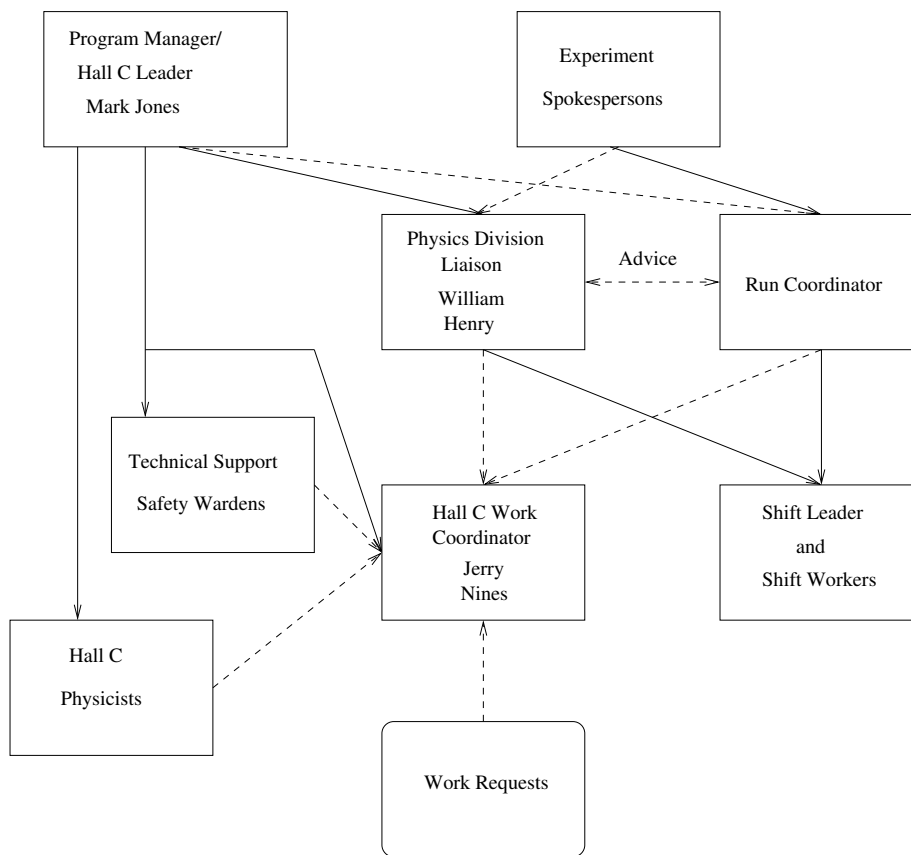 Program Manager/
Hall C Leader
Mark Jones
Experiment
Spokespersons
Physics Division
Liaison
William
Henry
Advice
Run Coordinator
Technical Support
Safety Wardens
Hall C Work
Coordinator
Jerry
Nines
Shift Leader
and
Shift Workers
Hall C
Physicists
Work Requests